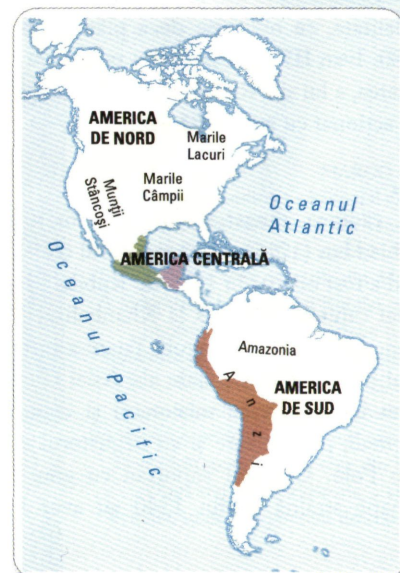 AMERICA
DE NORD
Marile
Lacuri
Marile
Câmpii
Munții
Stâncoși
Oceanul
Atlantic
AMERICA CENTRALĂ
Oceanul Pacific
Amazonia
Anzi
AMERICA
DE SUD